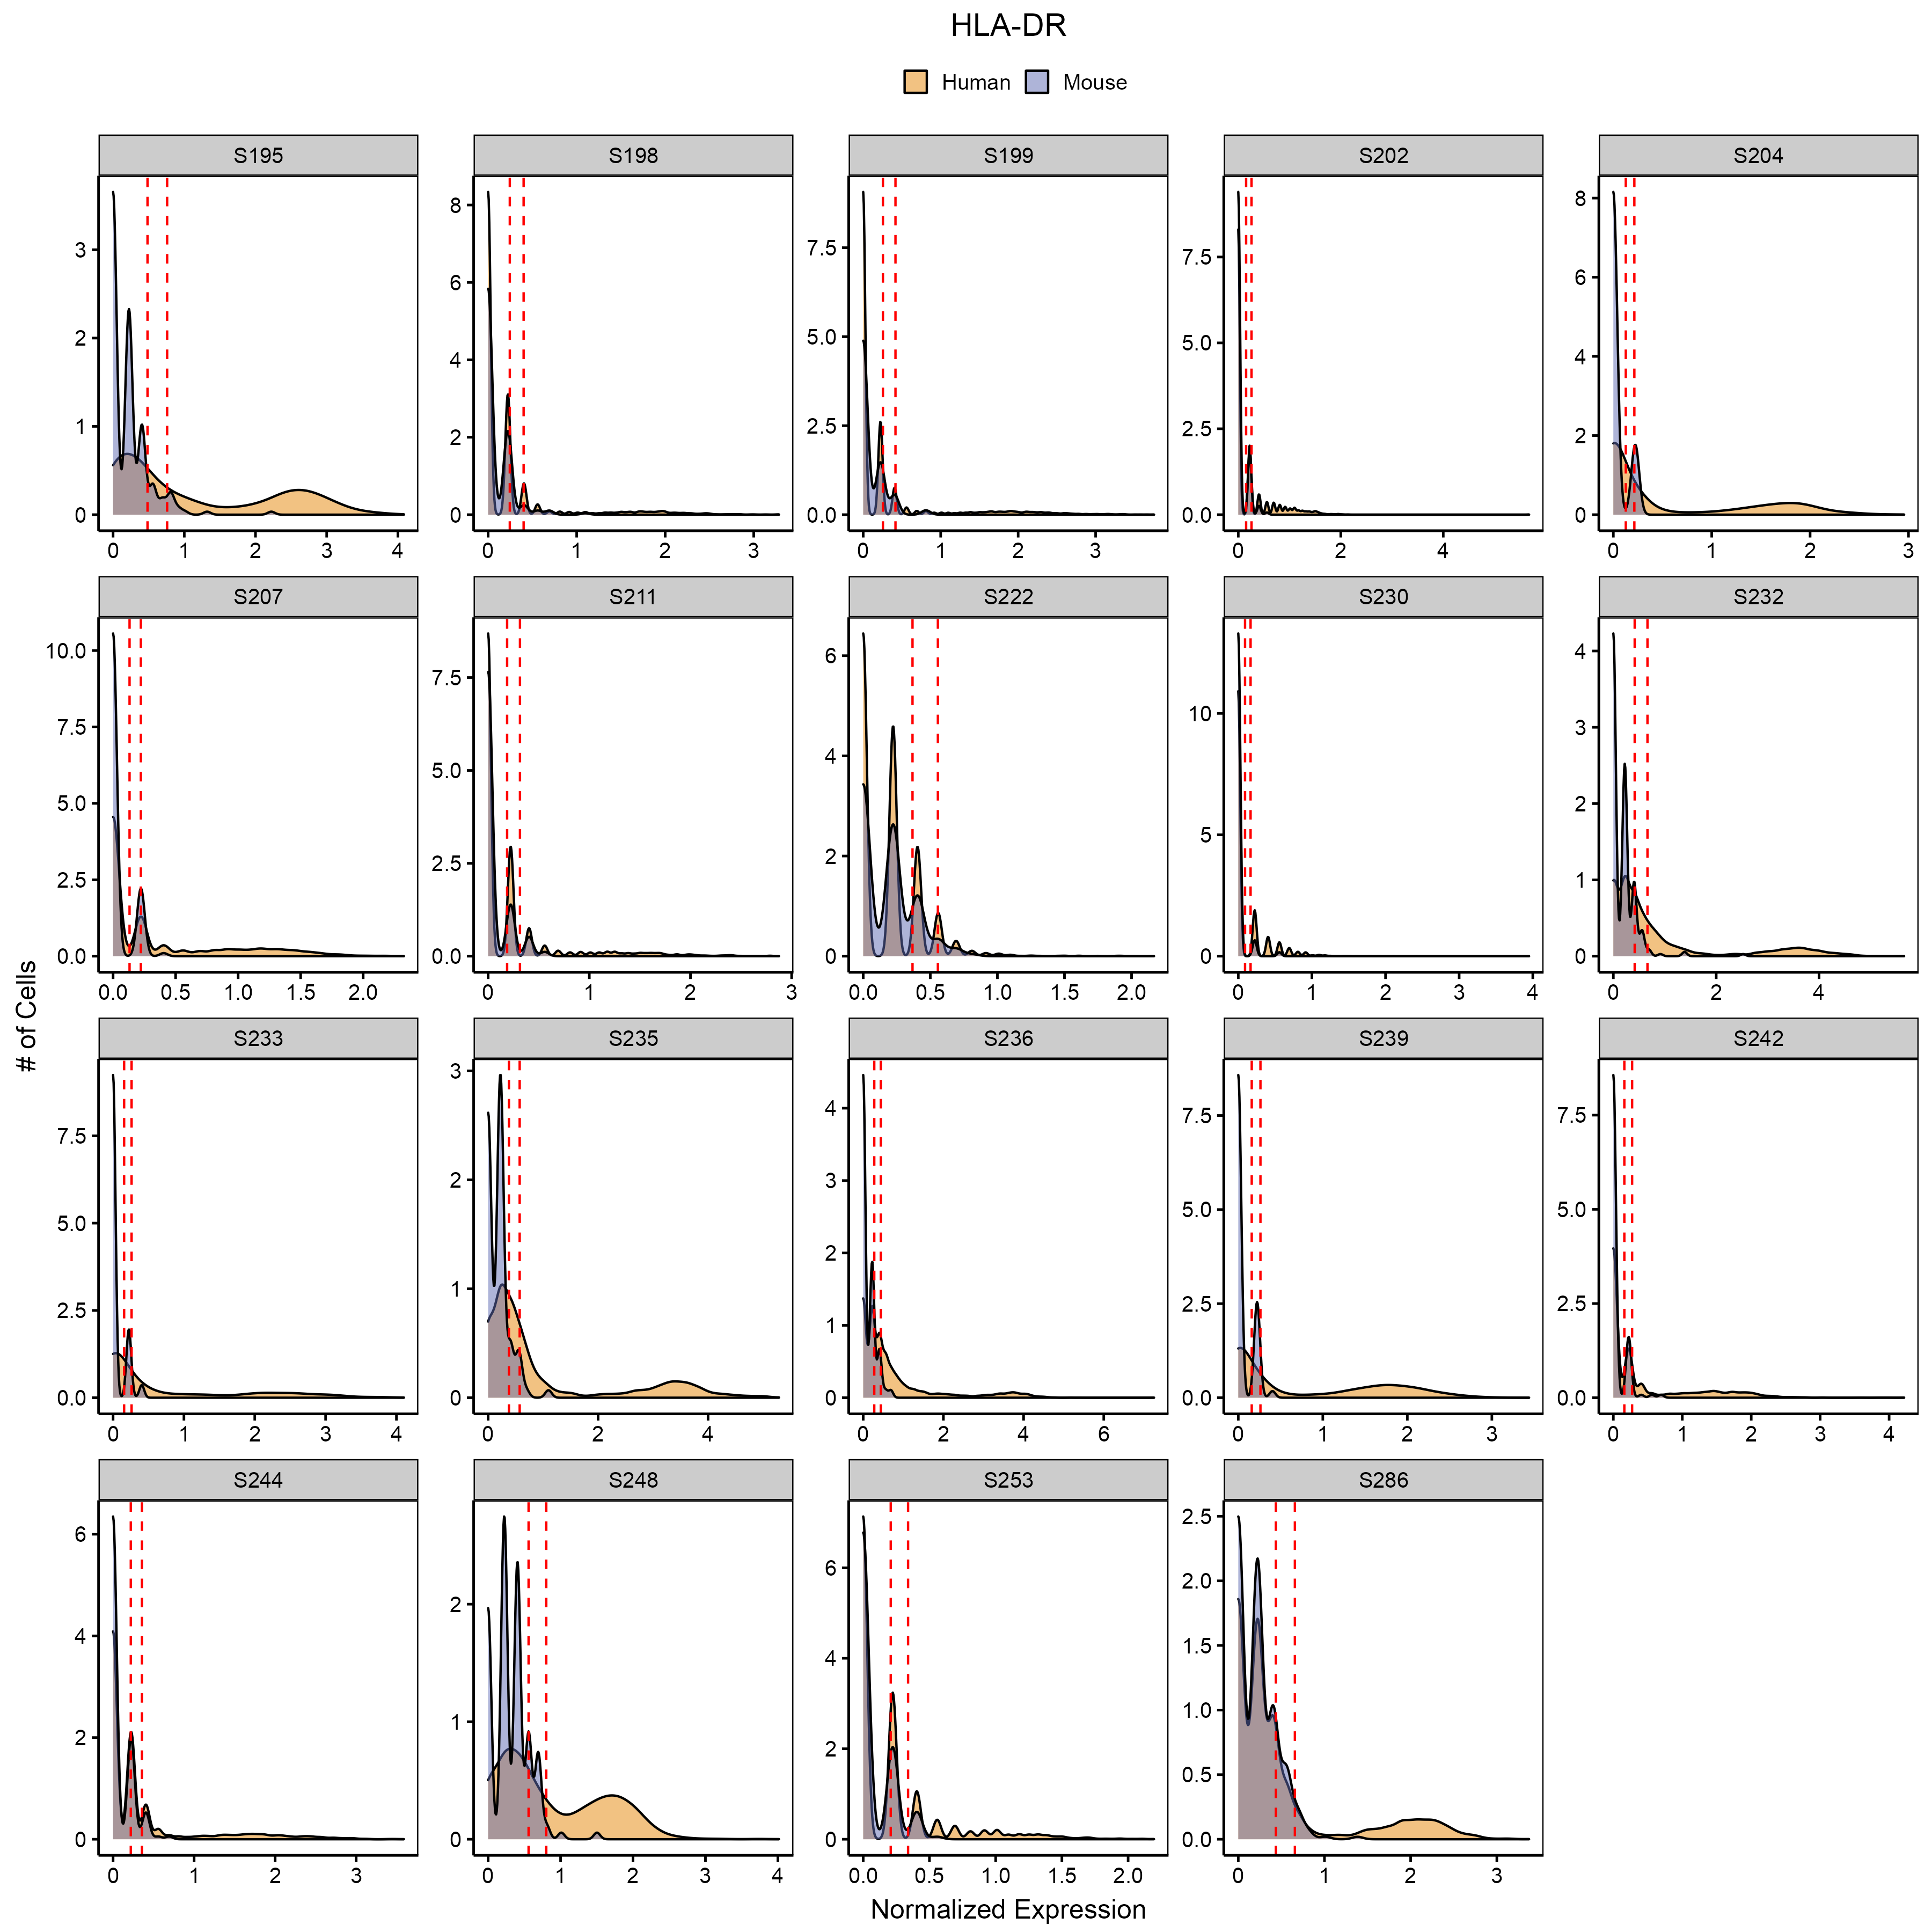 HLA-DR
Human Mouse
S195 S198 S199 S202 S204
3 2 1 0
0 1 2 3 4
8 6 4 2 0
0 1 2 3
7.5 5.0 2.5 0.0
0 1 2 3
7.5 5.0 2.5 0.0
0 2 4
8 6 4 2 0
0 1 2 3
S207 S211 S222 S230 S232
10.0 7.5 5.0 2.5 0.0
0.0 0.5 1.0 1.5 2.0
7.5 5.0 2.5 0.0
0 1 2 3
6 4 2 0
0.0 0.5 1.0 1.5 2.0
10 5 0
0 1 2 3 4
4 3 2 1 0
0 2 4
# of Cells
S233 S235 S236 S239 S242
7.5 5.0 2.5 0.0
0 1 2 3 4
3 2 1 0
0 2 4
4 3 2 1 0
0 2 4 6
7.5 5.0 2.5 0.0
0 1 2 3
7.5 5.0 2.5 0.0
0 1 2 3 4
S244 S248 S253 S286
6 4 2 0
0 1 2 3
2 1 0
0 1 2 3 4
6 4 2 0
0.0 0.5 1.0 1.5 2.0
2.5 2.0 1.5 1.0 0.5 0.0
0 1 2 3
Normalized Expression